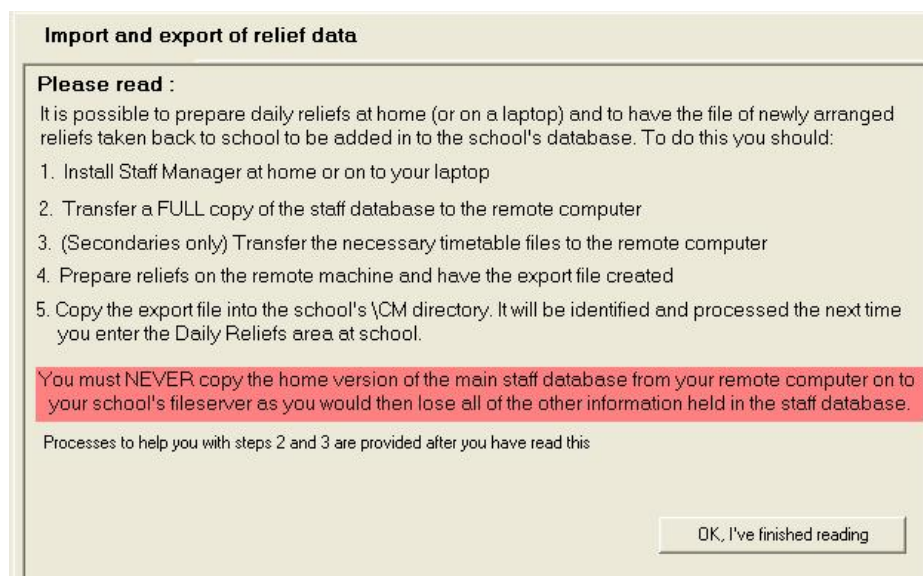 Import and export of relief data
Please read :
It is possible to prepare daily reliefs at home (or on a laptop) and to have the file of newly arranged
reliefs taken back to school to be added in to the school's database. To do this you should:
1. Install Staff Manager at home or on to your laptop
2. Transfer a FULL copy of the staff database to the remote computer
3. (Secondaries only) Transfer the necessary timetable files to the remote computer
4. Prepare reliefs on the remote machine and have the export file created
5. Copy the export file into the school's \CM directory. It will be identified and processed the next time
you enter the Daily Reliefs area at school.
You must NEVER copy the home version of the main staff database from your remote computer on to
your school's fileserver as you would then lose all of the other information held in the staff database.
Processes to help you with steps 2 and 3 are provided after you have read this
OK, I've finished reading